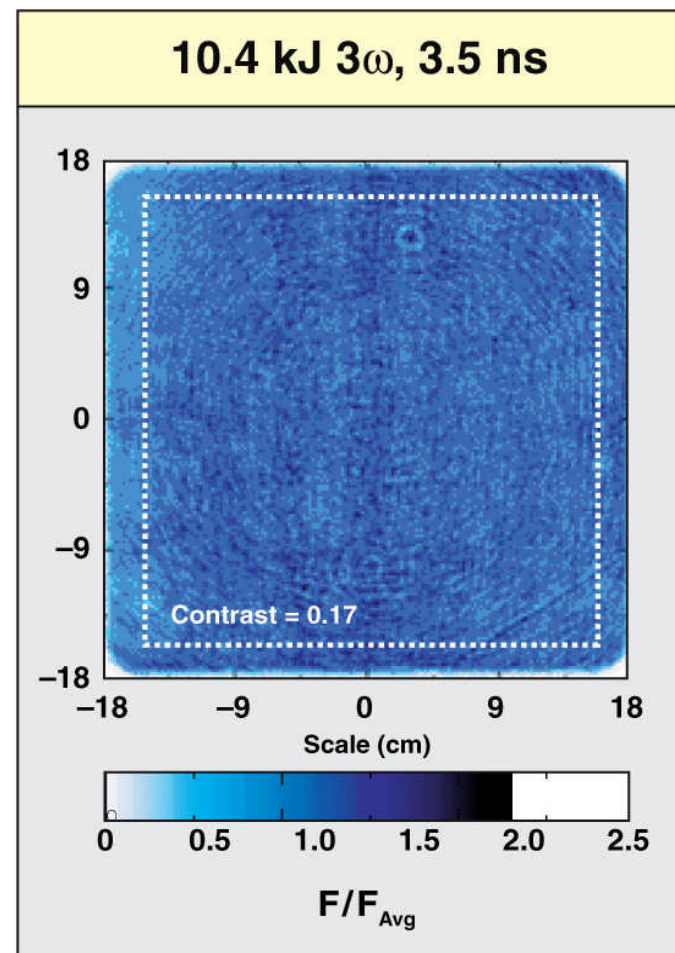 10.4 kJ 3ω, 3.5 ns
18
9
0
–9
–18
Contrast = 0.17
–18 –9 0 9 18
Scale (cm)
0 0.5 1.0 1.5 2.0 2.5
F/F_Avg